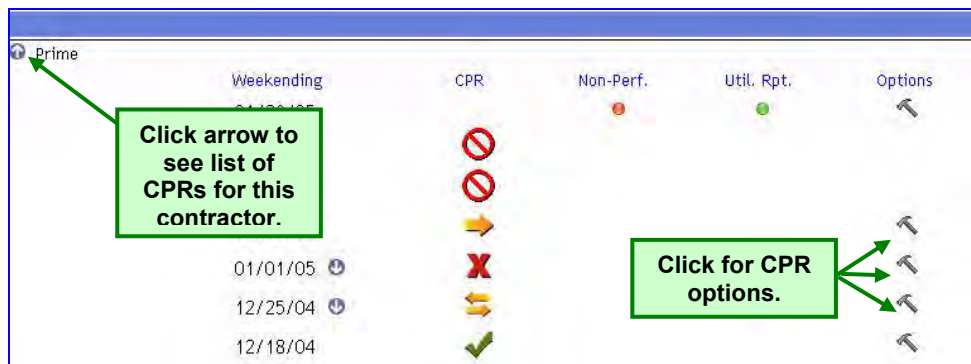 Prime
Weekending CPR Non-Perf. Util. Rpt. Options
Click arrow to
see list of
CPRs for this
contractor.
01/01/05
Click for CPR
options.
12/25/04
12/18/04